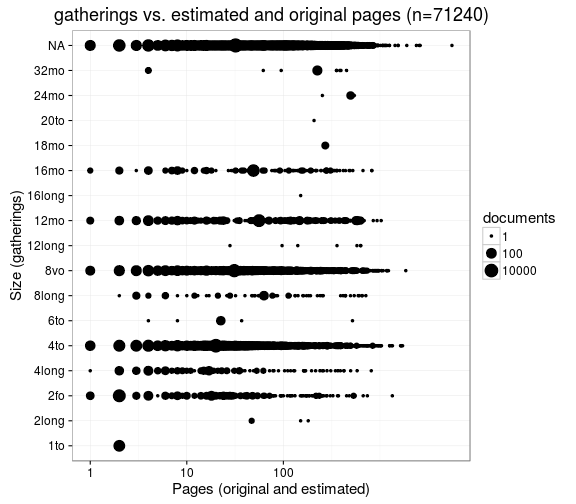 gatherings vs. estimated and original pages (n=71240)
Size (gatherings)
NA
32mo
24mo
20to
18mo
16mo
16long
12mo
12long
8vo
8long
6to
4to
4long
2fo
2long
1to
1 10 100
Pages (original and estimated)
documents
1
100
10000